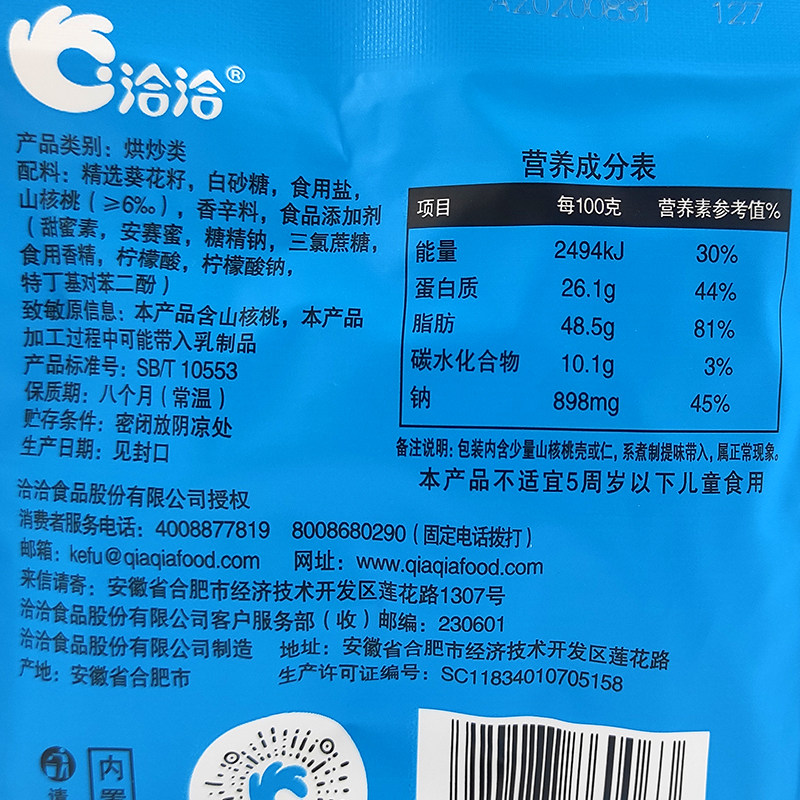 A20200831 127
洽洽®
产品类别：烘炒类
配料：精选葵花籽，白砂糖，食用盐，
山核桃（≥6‰），香辛料，食品添加剂
（甜蜜素，安赛蜜，糖精钠，三氯蔗糖，
食用香精，柠檬酸，柠檬酸钠，
特丁基对苯二酚）
致敏原信息：本产品含山核桃，本产品
加工过程中可能带入乳制品
产品标准号：SB/T 10553
保质期：八个月（常温）
贮存条件：密闭放阴凉处
生产日期：见封口
营养成分表
项目 每100克 营养素参考值%
能量 2494kJ 30%
蛋白质 26.1g 44%
脂肪 48.5g 81%
碳水化合物 10.1g 3%
钠 898mg 45%
备注说明：包装内含少量山核桃壳或仁，系煮制提味带入，属正常现象。
本产品不适宜5周岁以下儿童食用
洽洽食品股份有限公司授权
消费者服务电话：4008877819 8008680290（固定电话拨打）
邮箱：kefu@qiaqiafood.com 网址：www.qiaqiafood.com
来信请寄：安徽省合肥市经济技术开发区莲花路1307号
洽洽食品股份有限公司客户服务部（收）邮编：230601
洽洽食品股份有限公司制造 地址：安徽省合肥市经济技术开发区莲花路
产地：安徽省合肥市 生产许可证编号：SC11834010705158
内